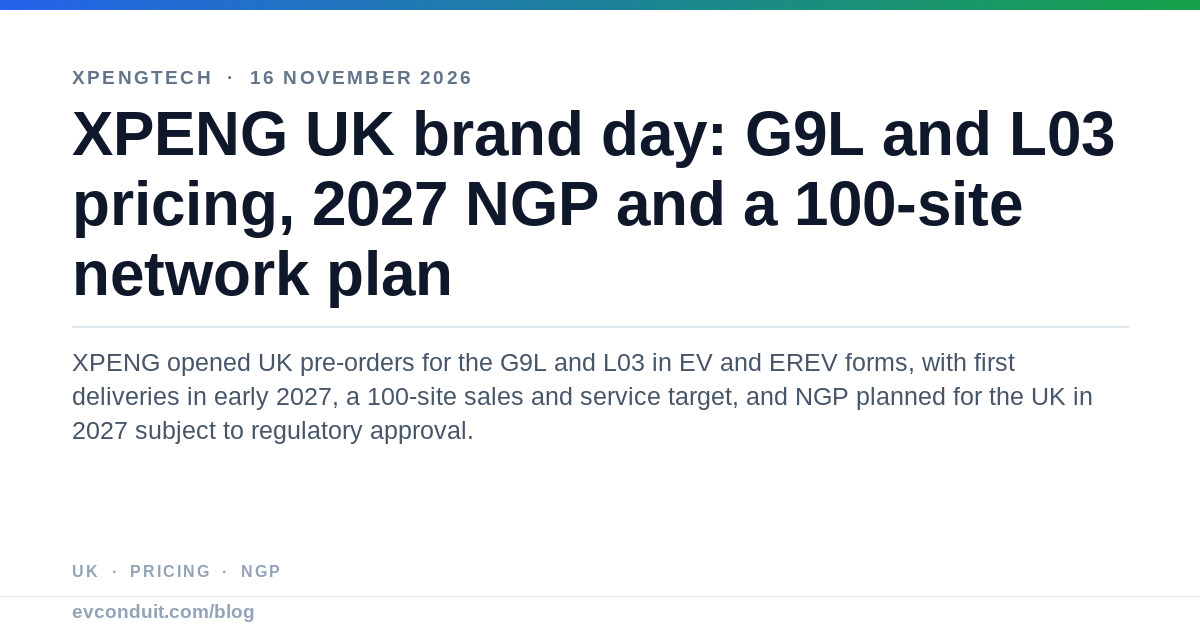 XPENGTECH · 16 NOVEMBER 2026
XPENG UK brand day: G9L and L03
pricing, 2027 NGP and a 100-site
network plan
XPENG opened UK pre-orders for the G9L and L03 in EV and EREV forms, with first
deliveries in early 2027, a 100-site sales and service target, and NGP planned for the UK in
2027 subject to regulatory approval.
UK · PRICING · NGP
evconduit.com/blog